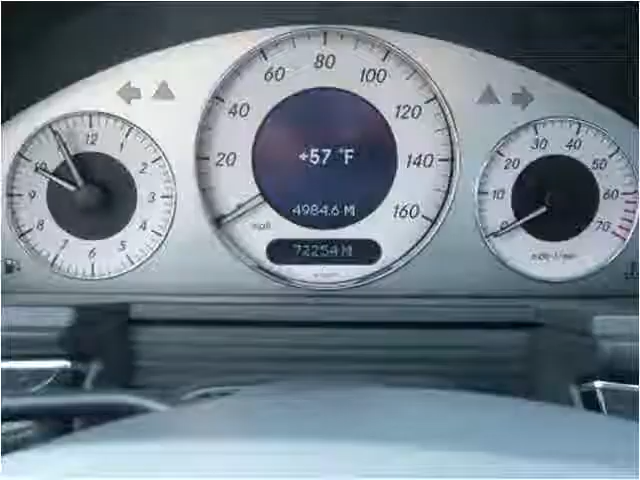 60 80 100
40 120
20 140
160
+57 °F
4984.6 M
mph
72254 M
12 1 2 3 4 5 6 7 8 9 10
0 10 20 30 40 50 60 70